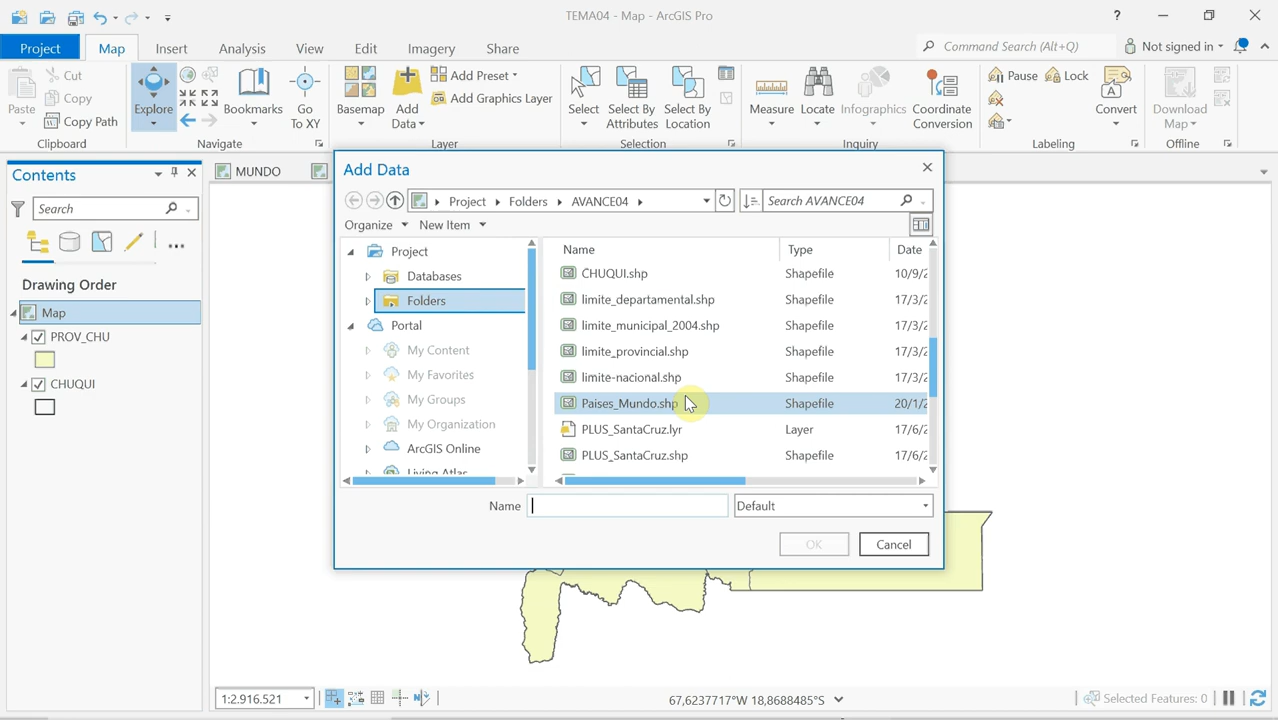 TEMA04 - Map - ArcGIS Pro
Project Map Insert Analysis View Edit Imagery Share
Command Search (Alt+Q)
Not signed in
Paste
Cut
Copy
Copy Path
Clipboard
Explore
Bookmarks
Go To XY
Navigate
Basemap
Add Data
Add Preset
Add Graphics Layer
Layer
Select
Select By Attributes
Select By Location
Selection
Measure
Locate
Infographics
Coordinate Conversion
Inquiry
Pause
Lock
Convert
Labeling
Download Map
Offline
Contents
Search
Drawing Order
Map
PROV_CHU
CHUQUI
MUNDO
Add Data
Project Folders AVANCE04
Search AVANCE04
Organize New Item
Project
Databases
Folders
Portal
My Content
My Favorites
My Groups
My Organization
ArcGIS Online
Living Atlas
Name Type Date
CHUQUI.shp Shapefile 10/9/2
limite_departamental.shp Shapefile 17/3/2
limite_municipal_2004.shp Shapefile 17/3/2
limite_provincial.shp Shapefile 17/3/2
limite-nacional.shp Shapefile 17/3/2
Paises_Mundo.shp Shapefile 20/1/2
PLUS_SantaCruz.lyr Layer 17/6/2
PLUS_SantaCruz.shp Shapefile 17/6/2
Name
Default
OK Cancel
1:2.916.521
67,6237717°W 18,8688485°S
Selected Features: 0